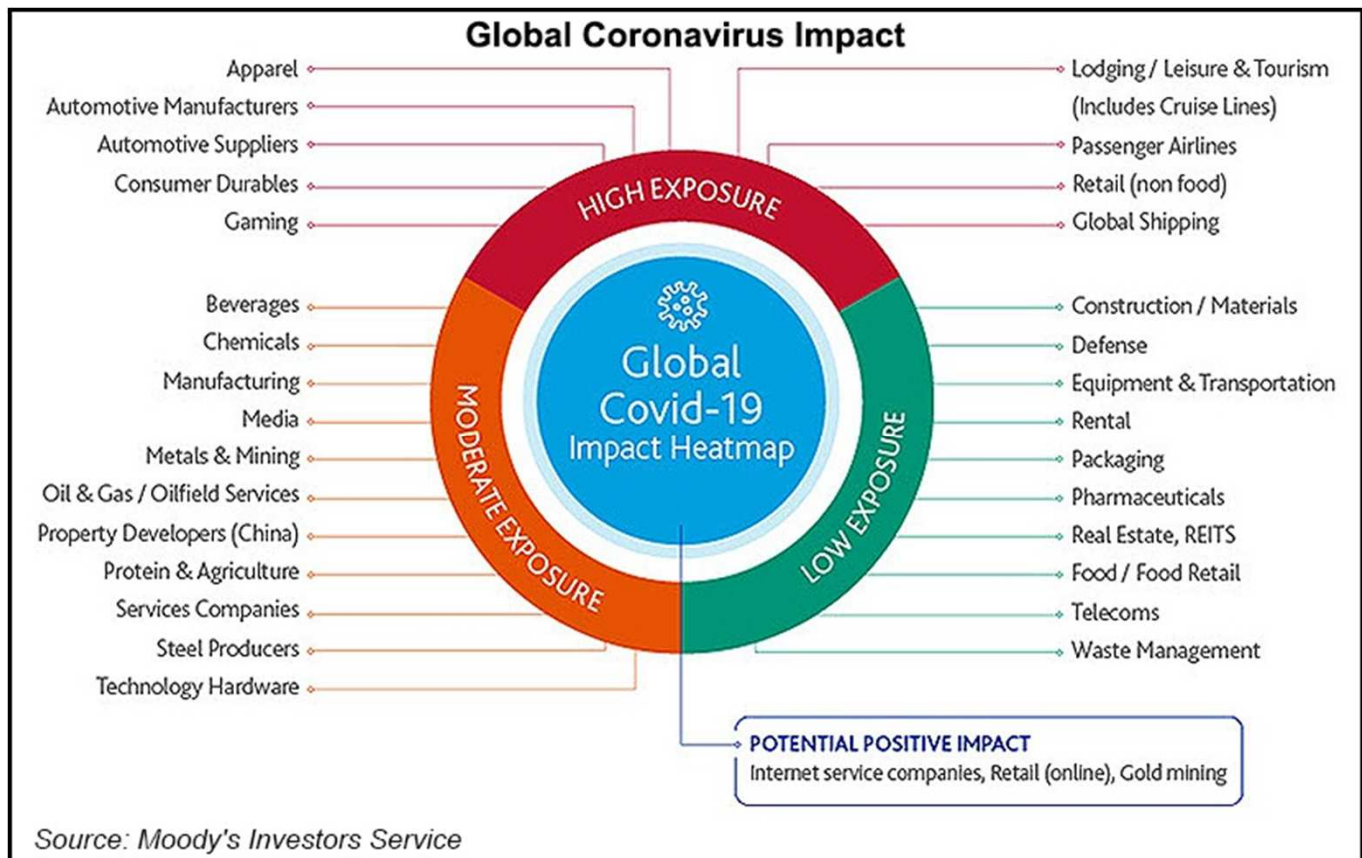 Global Coronavirus Impact
Apparel
Automotive Manufacturers
Automotive Suppliers
Consumer Durables
Gaming
Lodging / Leisure & Tourism
(Includes Cruise Lines)
Passenger Airlines
Retail (non food)
Global Shipping
HIGH EXPOSURE
Beverages
Chemicals
Manufacturing
Media
Metals & Mining
Oil & Gas / Oilfield Services
Property Developers (China)
Protein & Agriculture
Services Companies
Steel Producers
Technology Hardware
MODERATE EXPOSURE
Global
Covid-19
Impact Heatmap
LOW EXPOSURE
Construction / Materials
Defense
Equipment & Transportation
Rental
Packaging
Pharmaceuticals
Real Estate, REITS
Food / Food Retail
Telecoms
Waste Management
POTENTIAL POSITIVE IMPACT
Internet service companies, Retail (online), Gold mining
Source: Moody's Investors Service